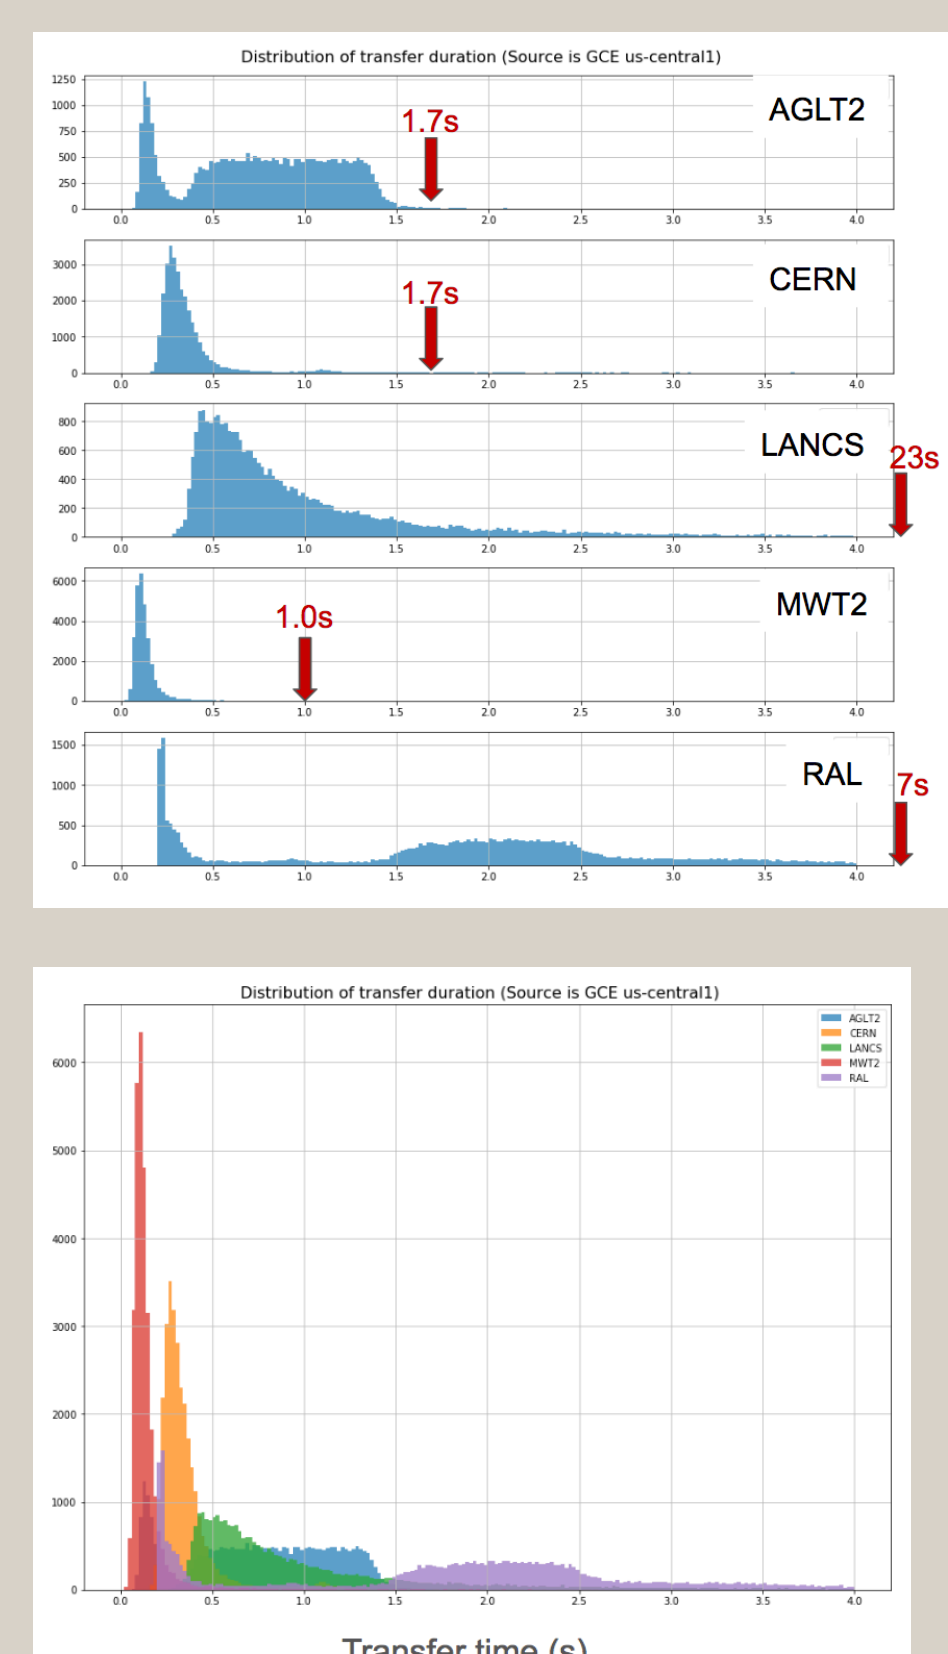 Distribution of transfer duration (Source is GCE us-central1)
1250
1000
750
500
250
0
AGLT2
1.7s
0.0 0.5 1.0 1.5 2.0 2.5 3.0 3.5 4.0
3000
2000
1000
0
CERN
1.7s
0.0 0.5 1.0 1.5 2.0 2.5 3.0 3.5 4.0
800
600
400
200
0
LANCS
23s
0.0 0.5 1.0 1.5 2.0 2.5 3.0 3.5 4.0
6000
4000
2000
0
MWT2
1.0s
0.0 0.5 1.0 1.5 2.0 2.5 3.0 3.5 4.0
1500
1000
500
0
RAL
7s
0.0 0.5 1.0 1.5 2.0 2.5 3.0 3.5 4.0
Distribution of transfer duration (Source is GCE us-central1)
AGLT2
CERN
LANCS
MWT2
RAL
6000
5000
4000
3000
2000
1000
0
0.0 0.5 1.0 1.5 2.0 2.5 3.0 3.5 4.0
Transfer time (s)